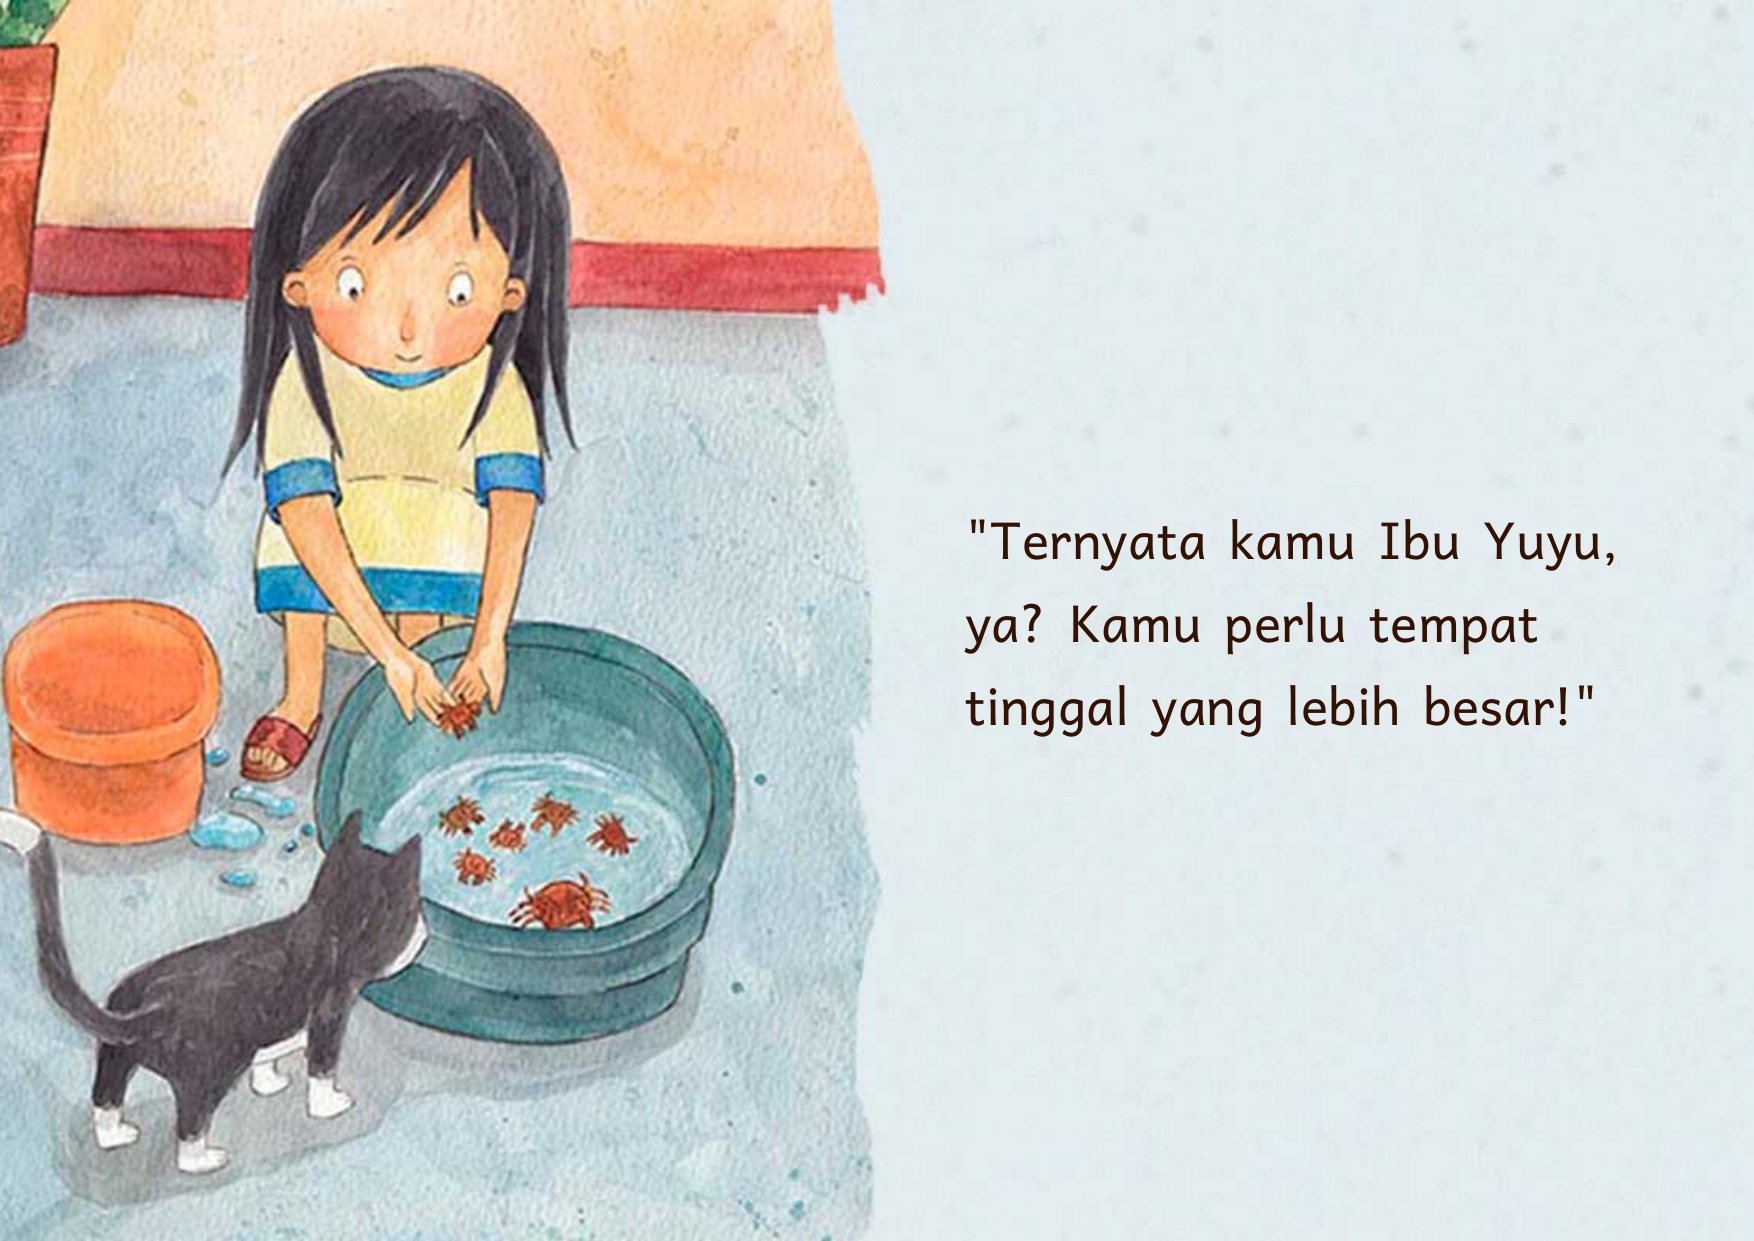 "Ternyata kamu Ibu Yuyu,
ya? Kamu perlu tempat
tinggal yang lebih besar!"